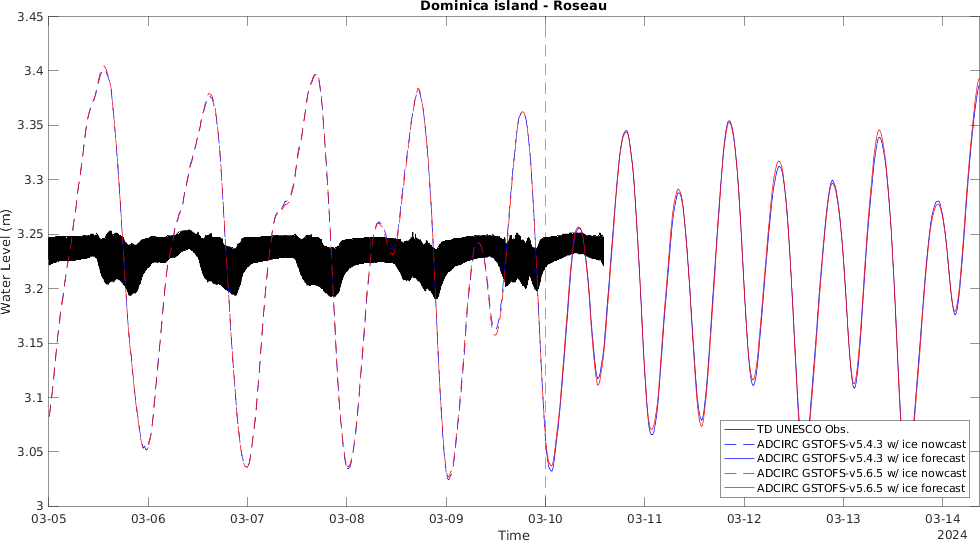 Dominica island - Roseau
Water Level (m)
3.45
3.4
3.35
3.3
3.25
3.2
3.15
3.1
3.05
3
03-05
03-06
03-07
03-08
03-09
03-10
03-11
03-12
03-13
03-14
Time
2024
TD UNESCO Obs.
ADCIRC GSTOFS-v5.4.3 w/ ice nowcast
ADCIRC GSTOFS-v5.4.3 w/ ice forecast
ADCIRC GSTOFS-v5.6.5 w/ ice nowcast
ADCIRC GSTOFS-v5.6.5 w/ ice forecast